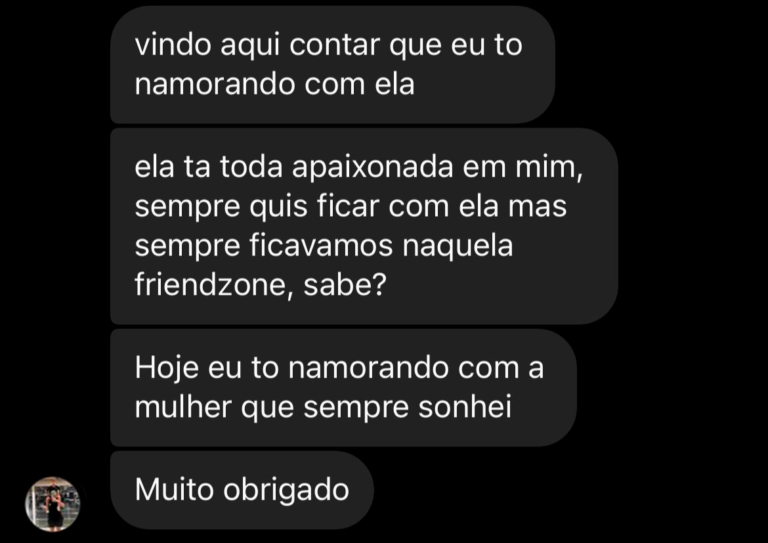 vindo aqui contar que eu to
namorando com ela
ela ta toda apaixonada em mim,
sempre quis ficar com ela mas
sempre ficavamos naquela
friendzone, sabe?
Hoje eu to namorando com a
mulher que sempre sonhei
Muito obrigado